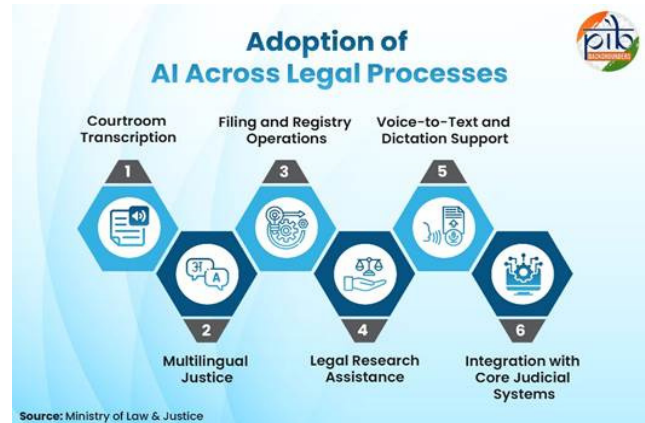 Adoption of
AI Across Legal Processes
pib
BACKGROUNDERS
Courtroom
Transcription
1
Multilingual
Justice
2
Filing and Registry
Operations
3
Legal Research
Assistance
4
Voice-to-Text and
Dictation Support
5
Integration with
Core Judicial
Systems
6
अ
A
Source: Ministry of Law & Justice